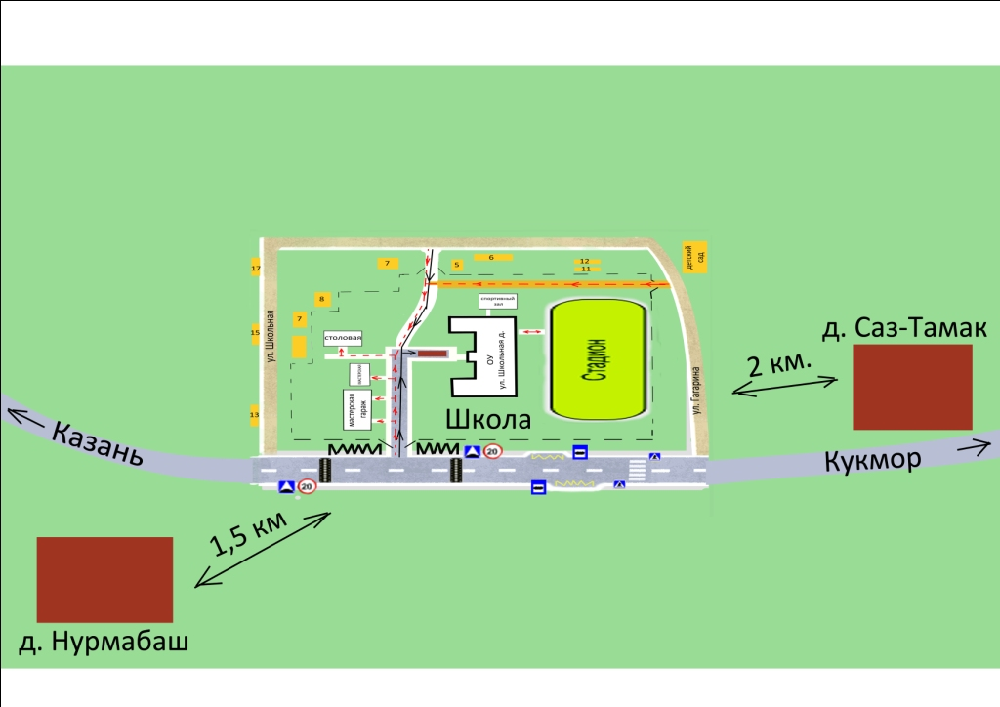 7
6
5
12
11
детский
сад
17
8
спортивный
зал
7
15
ул. Школьная
столовая
мастерская
гараж
ОУ
ул. Школьная д.
Стадион
ул. Гагарина
д. Саз-Тамак
2 км.
13
Школа
Казань
20
Кукмор
20
1,5 км
д. Нурмабаш